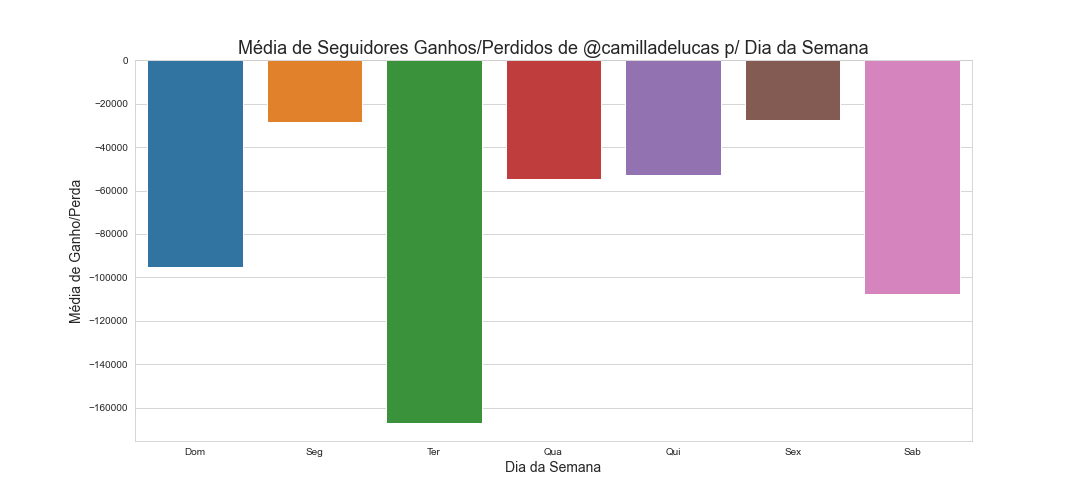 Média de Seguidores Ganhos/Perdidos de @camilladelucas p/ Dia da Semana
0
−20000
−40000
−60000
−80000
−100000
−120000
−140000
−160000
Média de Ganho/Perda
Dom Seg Ter Qua Qui Sex Sab
Dia da Semana